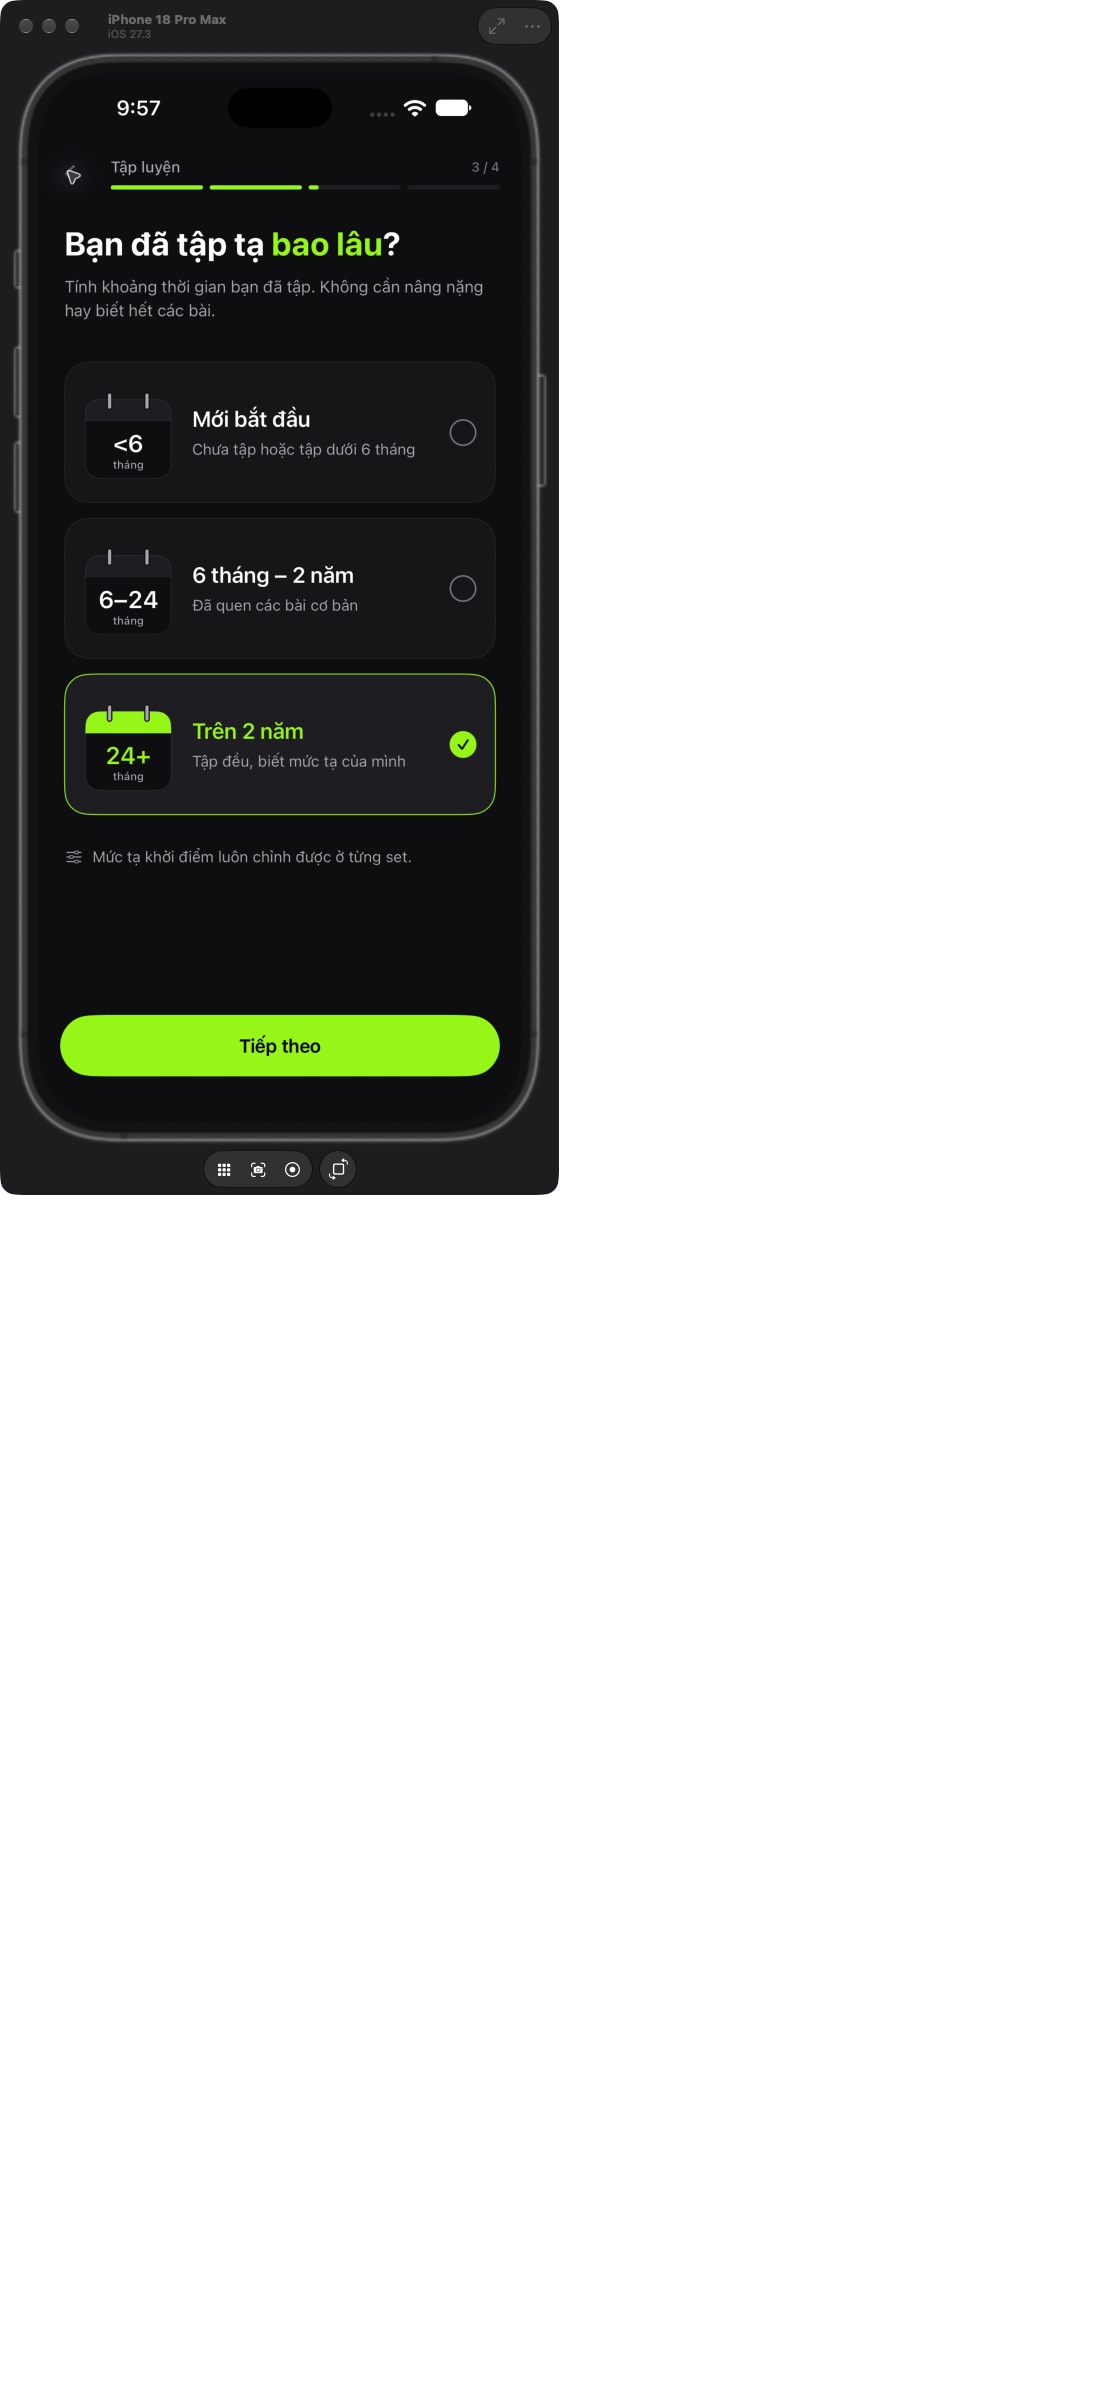 iPhone 18 Pro Max
iOS 27.3
9:57
Tập luyện
3 / 4
Bạn đã tập tạ bao lâu?
Tính khoảng thời gian bạn đã tập. Không cần nâng nặng
hay biết hết các bài.
<6
tháng
Mới bắt đầu
Chưa tập hoặc tập dưới 6 tháng
6–24
tháng
6 tháng – 2 năm
Đã quen các bài cơ bản
24+
tháng
Trên 2 năm
Tập đều, biết mức tạ của mình
Mức tạ khởi điểm luôn chỉnh được ở từng set.
Tiếp theo